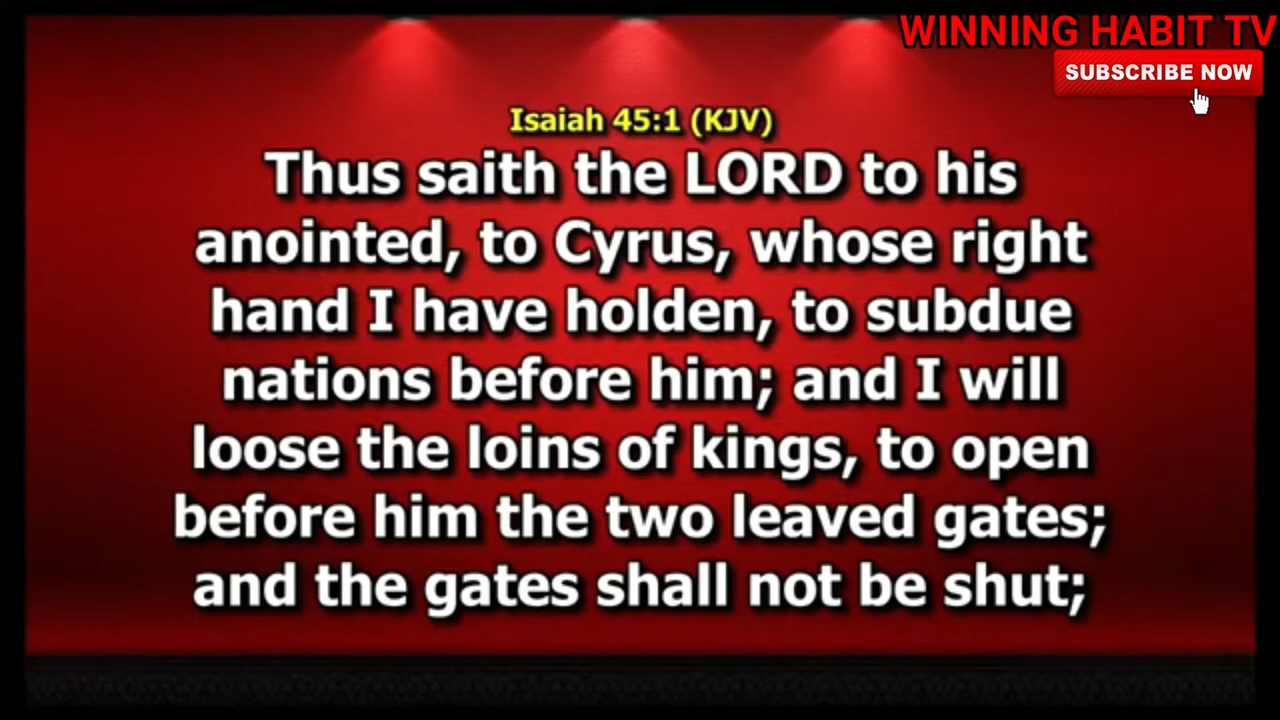 WINNING HABIT TV
SUBSCRIBE NOW
Isaiah 45:1 (KJV)
Thus saith the LORD to his
anointed, to Cyrus, whose right
hand I have holden, to subdue
nations before him; and I will
loose the loins of kings, to open
before him the two leaved gates;
and the gates shall not be shut;